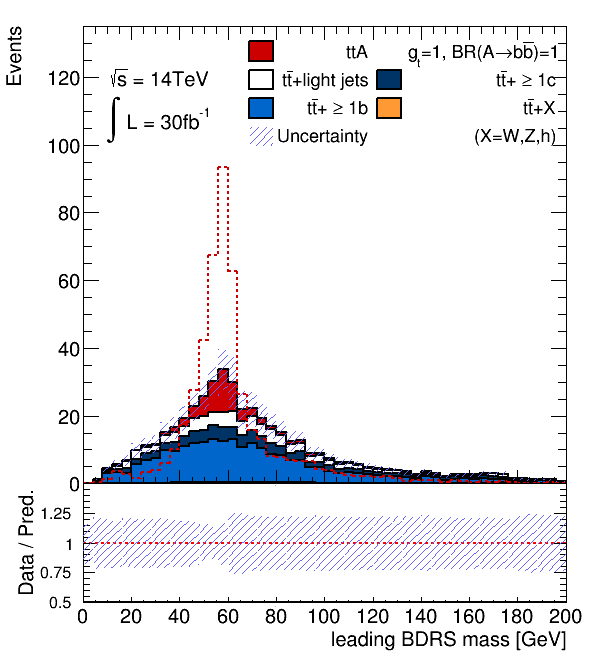 Events
120
100
80
60
40
20
0
√s = 14TeV
∫ L = 30fb⁻¹
ttA g_t=1, BR(A→bb̄)=1
tt̄+light jets tt̄+ ≥ 1c
tt̄+ ≥ 1b tt̄+X
Uncertainty (X=W,Z,h)
Data / Pred.
1.25
1
0.75
0.5
0 20 40 60 80 100 120 140 160 180 200
leading BDRS mass [GeV]